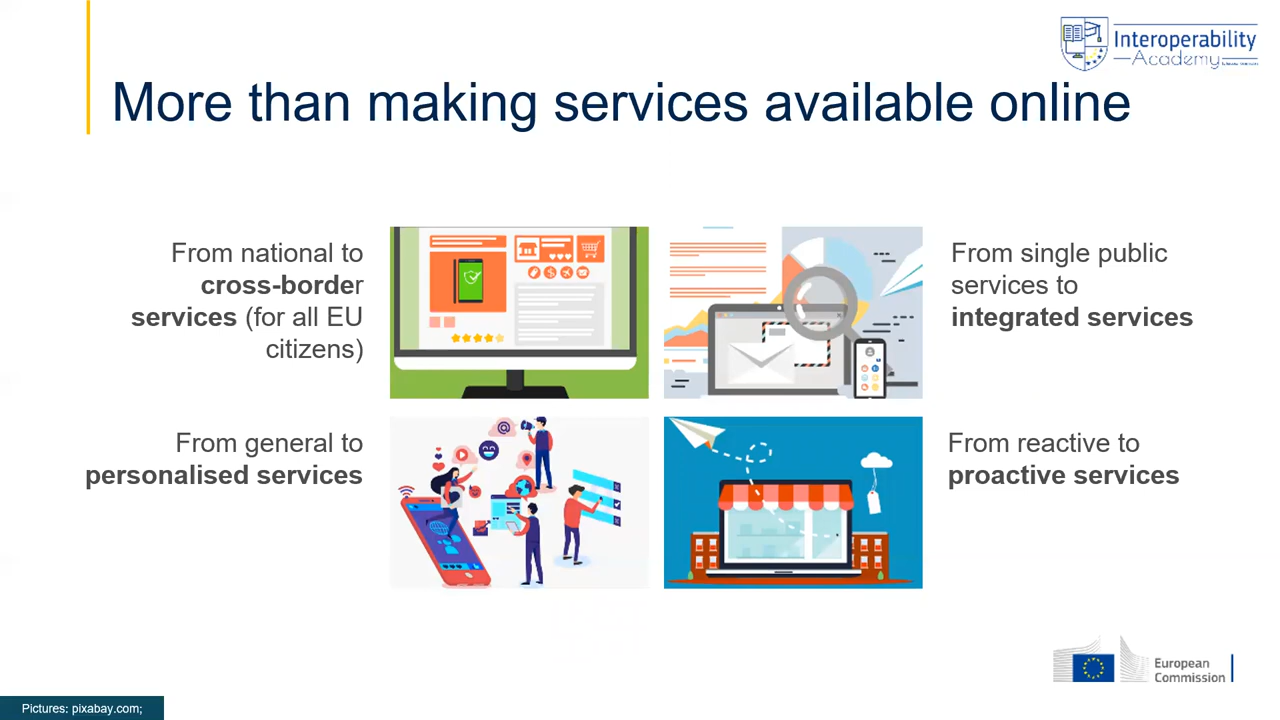 Interoperability
Academy
More than making services available online
From national to
cross-border
services (for all EU
citizens)
From single public
services to
integrated services
From general to
personalised services
From reactive to
proactive services
European
Commission
Pictures: pixabay.com;